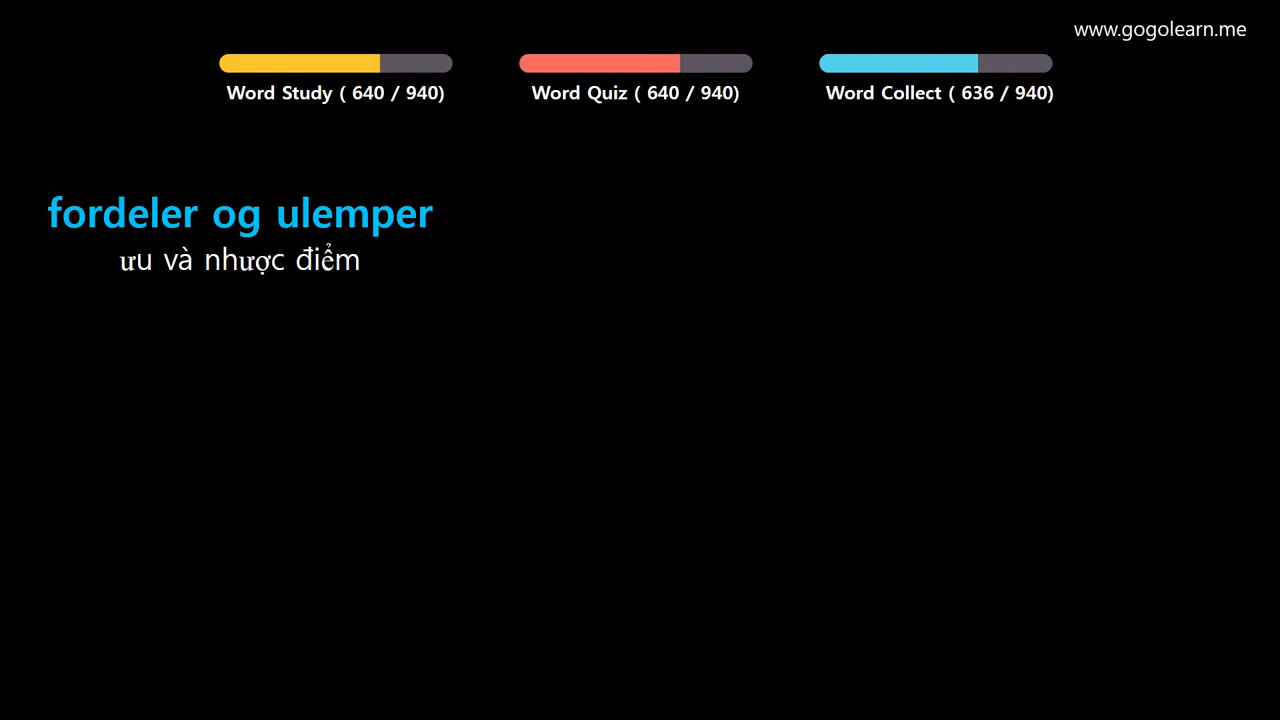 www.gogolearn.me
Word Study ( 640 / 940)
Word Quiz ( 640 / 940)
Word Collect ( 636 / 940)
fordeler og ulemper
ưu và nhược điểm